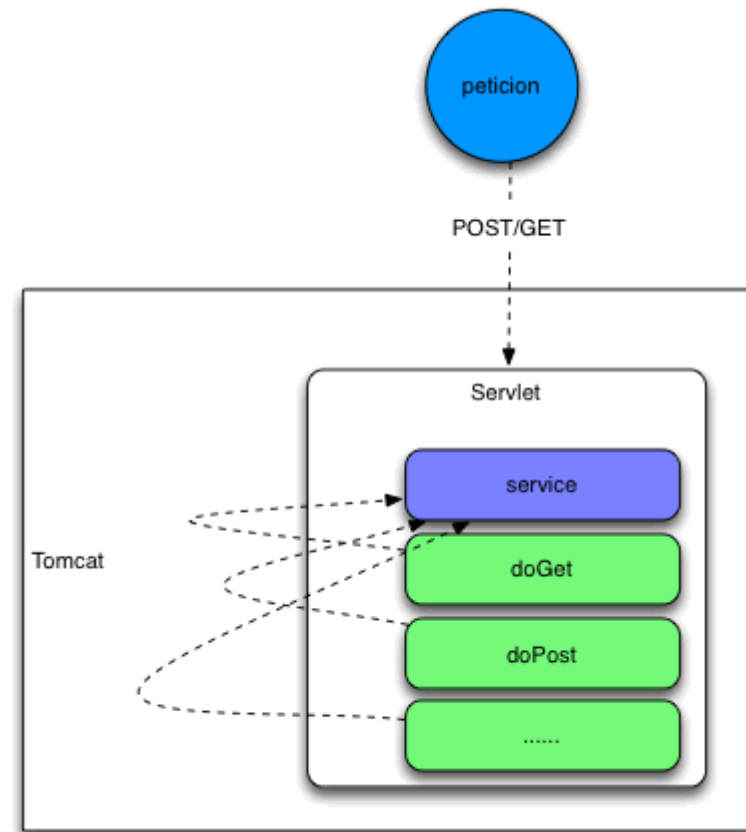 peticion
POST/GET
Servlet
service
Tomcat
doGet
doPost
......